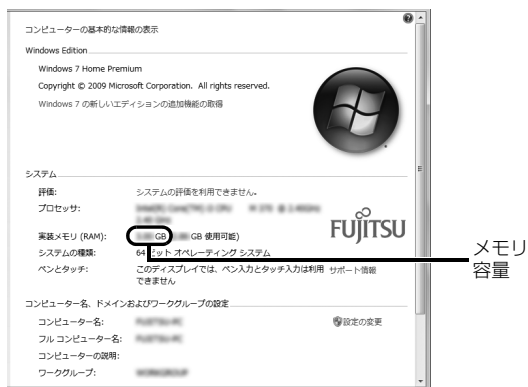 コンピューターの基本的な情報の表示
Windows Edition
Windows 7 Home Premium
Copyright © 2009 Microsoft Corporation. All rights reserved.
Windows 7 の新しいエディションの追加機能の取得
システム
評価: システムの評価を利用できません。
プロセッサ:
実装メモリ (RAM): GB GB 使用可能)
システムの種類: 64 ビット オペレーティング システム
ペンとタッチ: このディスプレイでは、ペン入力とタッチ入力は利用できません
FUJITSU
サポート情報
メモリ
容量
コンピューター名、ドメインおよびワークグループの設定
コンピューター名:
設定の変更
フル コンピューター名:
コンピューターの説明:
ワークグループ: